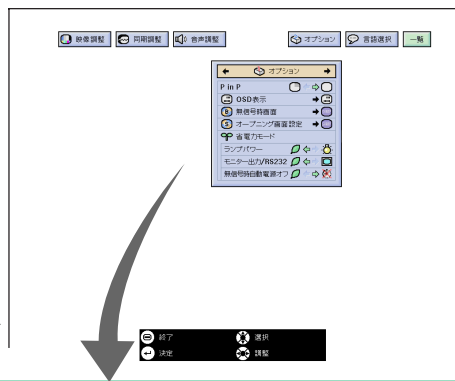 映像調整 同期調整 音声調整 オプション 言語選択 一覧
オプション
P in P
OSD表示
B 無信号時画面
S オープニング画面設定
省電力モード
ランプパワー
モニター出力/RS232
無信号時自動電源オフ
終了 選択
決定 調整